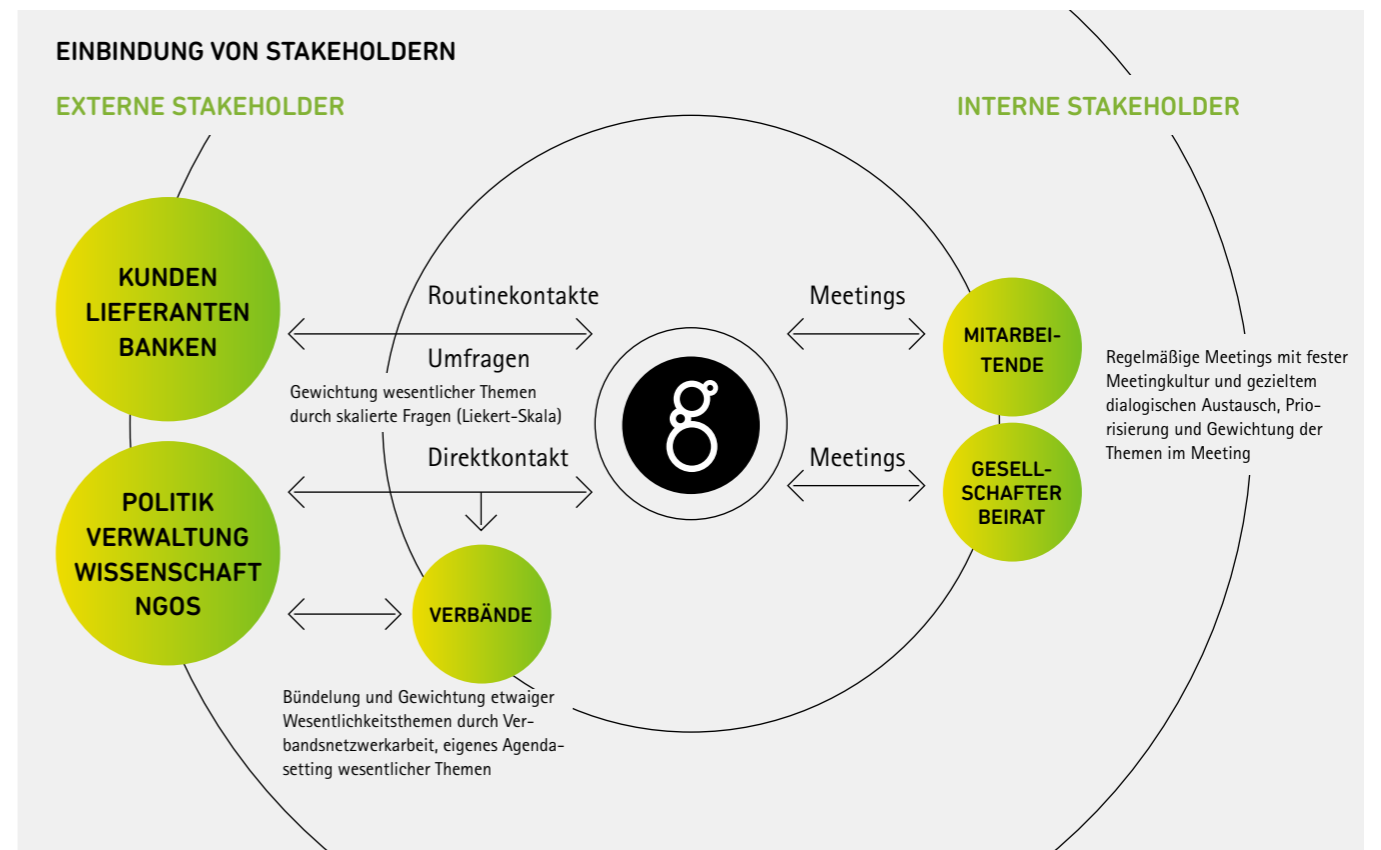 EINBINDUNG VON STAKEHOLDERN
EXTERNE STAKEHOLDER
INTERNE STAKEHOLDER
KUNDEN
LIEFERANTEN
BANKEN
Routinekontakte
Umfragen
Gewichtung wesentlicher Themen
durch skalierte Fragen (Liekert-Skala)
Meetings
MITARBEI-
TENDE
Regelmäßige Meetings mit fester
Meetingkultur und gezieltem
dialogischen Austausch, Prio-
risierung und Gewichtung der
Themen im Meeting
POLITIK
VERWALTUNG
WISSENSCHAFT
NGOS
Direktkontakt
g
Meetings
GESELL-
SCHAFTER
BEIRAT
VERBÄNDE
Bündelung und Gewichtung etwaiger
Wesentlichkeitsthemen durch Ver-
bandsnetzwerkarbeit, eigenes Agenda-
setting wesentlicher Themen